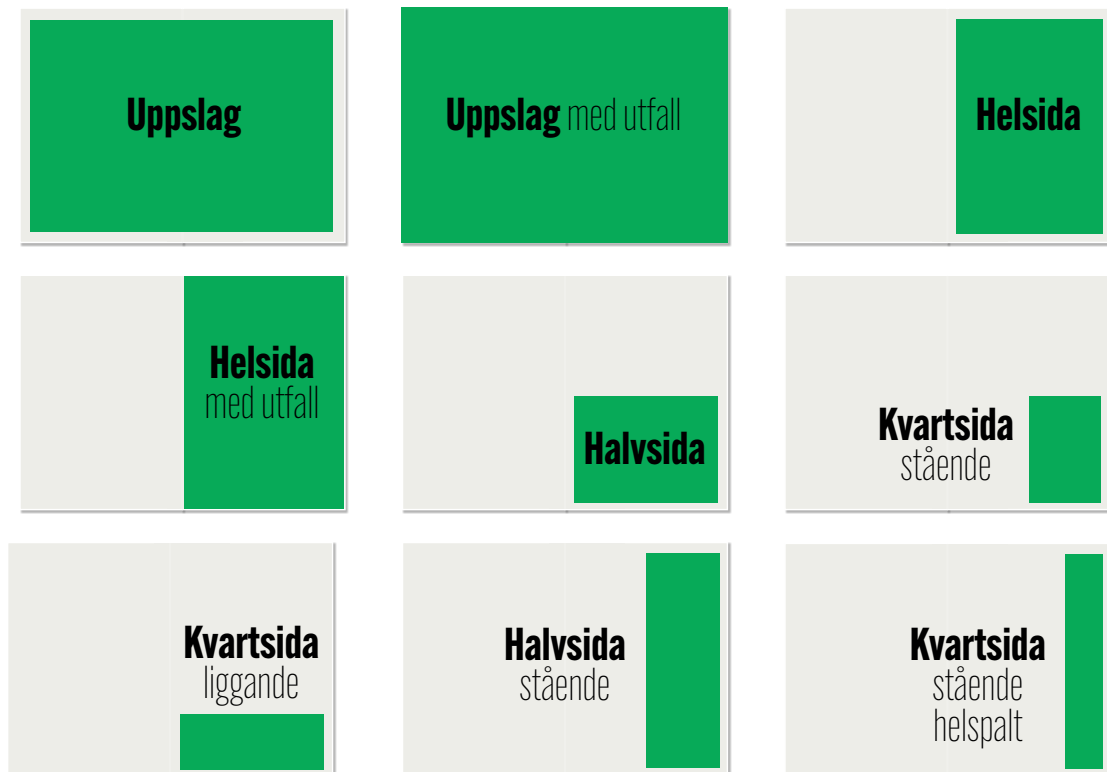 Uppslag
Uppslag med utfall
Helsida
Helsida
med utfall
Halvsida
Kvartsida
stående
Kvartsida
liggande
Halvsida
stående
Kvartsida
stående
helspalt